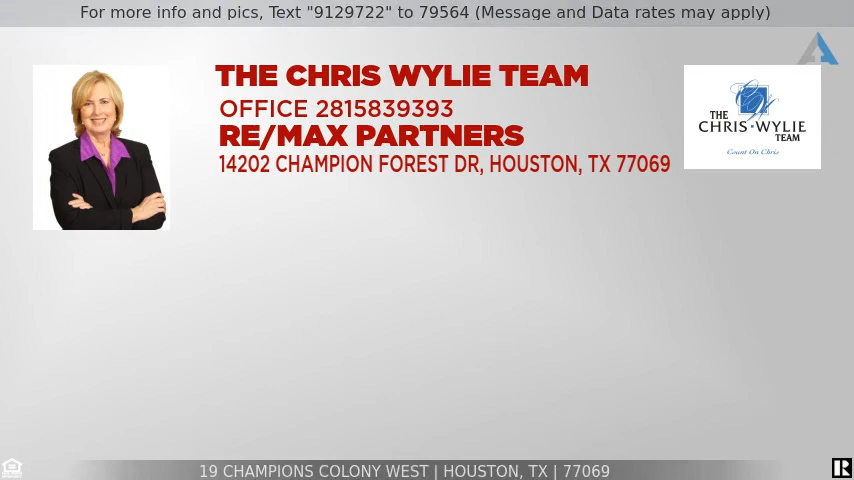 For more info and pics, Text "9129722" to 79564 (Message and Data rates may apply)
THE CHRIS WYLIE TEAM
OFFICE 2815839393
RE/MAX PARTNERS
14202 CHAMPION FOREST DR, HOUSTON, TX 77069
THE
CHRIS·WYLIE
TEAM
Count On Chris
19 CHAMPIONS COLONY WEST | HOUSTON, TX | 77069